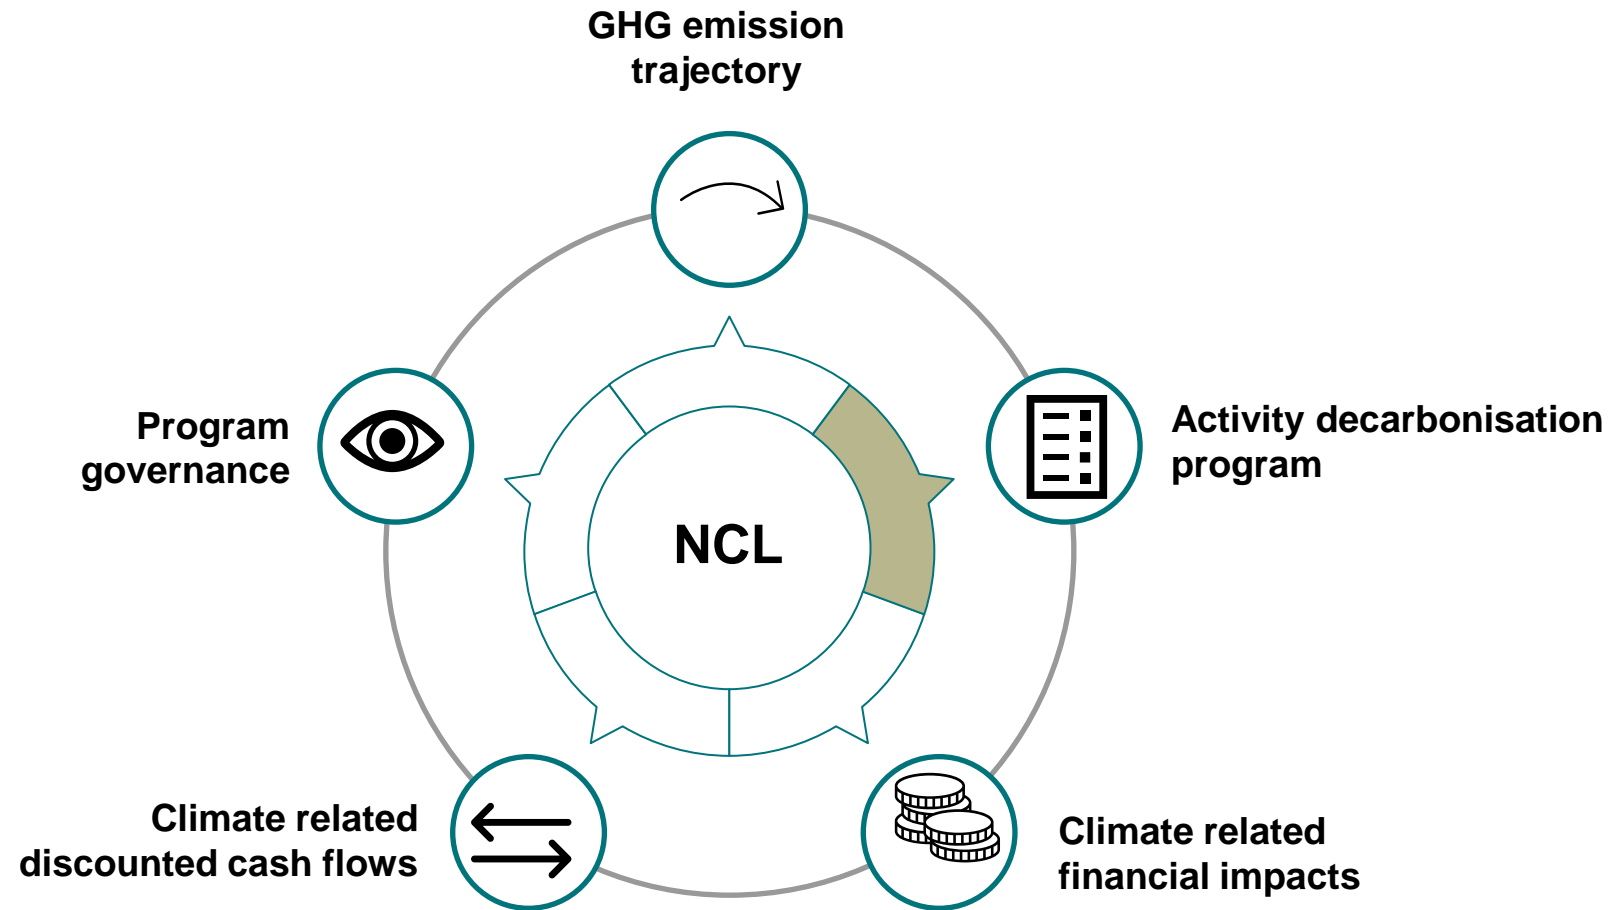 GHG emission
trajectory
Activity decarbonisation
program
Climate related
financial impacts
Climate related
discounted cash flows
Program
governance
NCL